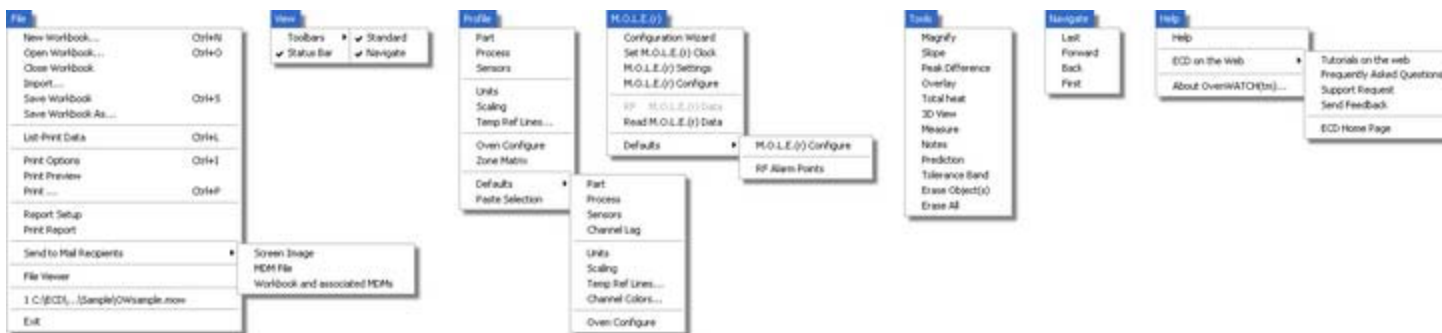 File
New Workbook... Ctrl+N
Open Workbook... Ctrl+O
Close Workbook
Import...
Save Workbook Ctrl+S
Save Workbook As...
List-Print Data Ctrl+L
Print Options Ctrl+I
Print Preview
Print .... Ctrl+P
Report Setup
Print Report
Send to Mail Recipients
File Viewer
1 C:\ECD\...\Sample\OWsample.mow
Exit
Screen Image
MDM File
Workbook and associated MDMs
View
Toolbars
Status Bar
Standard
Navigate
Profile
Part
Process
Sensors
Units
Scaling
Temp Ref Lines...
Oven Configure
Zone Matrix
Defaults
Paste Selection
Part
Process
Sensors
Channel Lag
Units
Scaling
Temp Ref Lines...
Channel Colors...
Oven Configure
M.O.L.E.(r)
Configuration Wizard
Set M.O.L.E.(r) Clock
M.O.L.E.(r) Settings
M.O.L.E.(r) Configure
RF M.O.L.E.(r) Data
Read M.O.L.E.(r) Data
Defaults
M.O.L.E.(r) Configure
RF Alarm Points
Tools
Magnify
Slope
Peak Difference
Overlay
Total heat
3D View
Measure
Notes
Prediction
Tolerance Band
Erase Object(s)
Erase All
Navigate
Last
Forward
Back
First
Help
Help
ECD on the Web
About OvenWATCH(tm)...
Tutorials on the web
Frequently Asked Questions
Support Request
Send Feedback
ECD Home Page